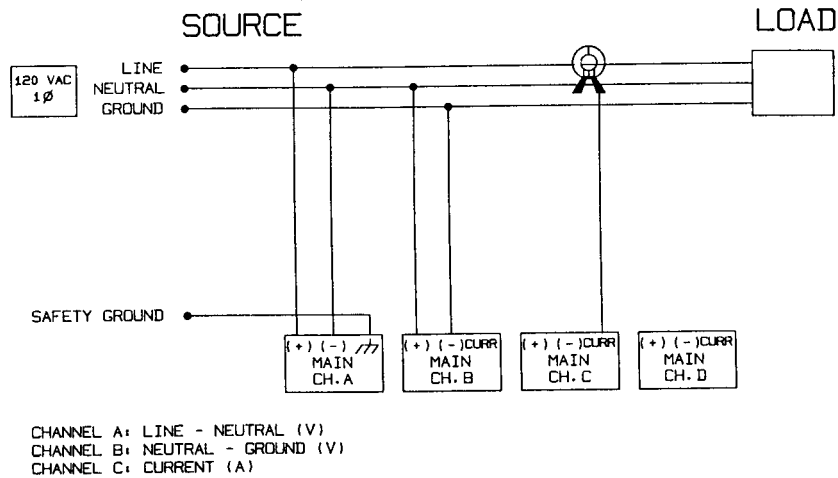 SOURCE
LOAD
120 VAC
1Ø
LINE
NEUTRAL
GROUND
SAFETY GROUND
(+) (-)
MAIN
CH. A
(+) (-)CURR
MAIN
CH. B
(+) (-)CURR
MAIN
CH. C
(+) (-)CURR
MAIN
CH. D
CHANNEL A: LINE - NEUTRAL (V)
CHANNEL B: NEUTRAL - GROUND (V)
CHANNEL C: CURRENT (A)